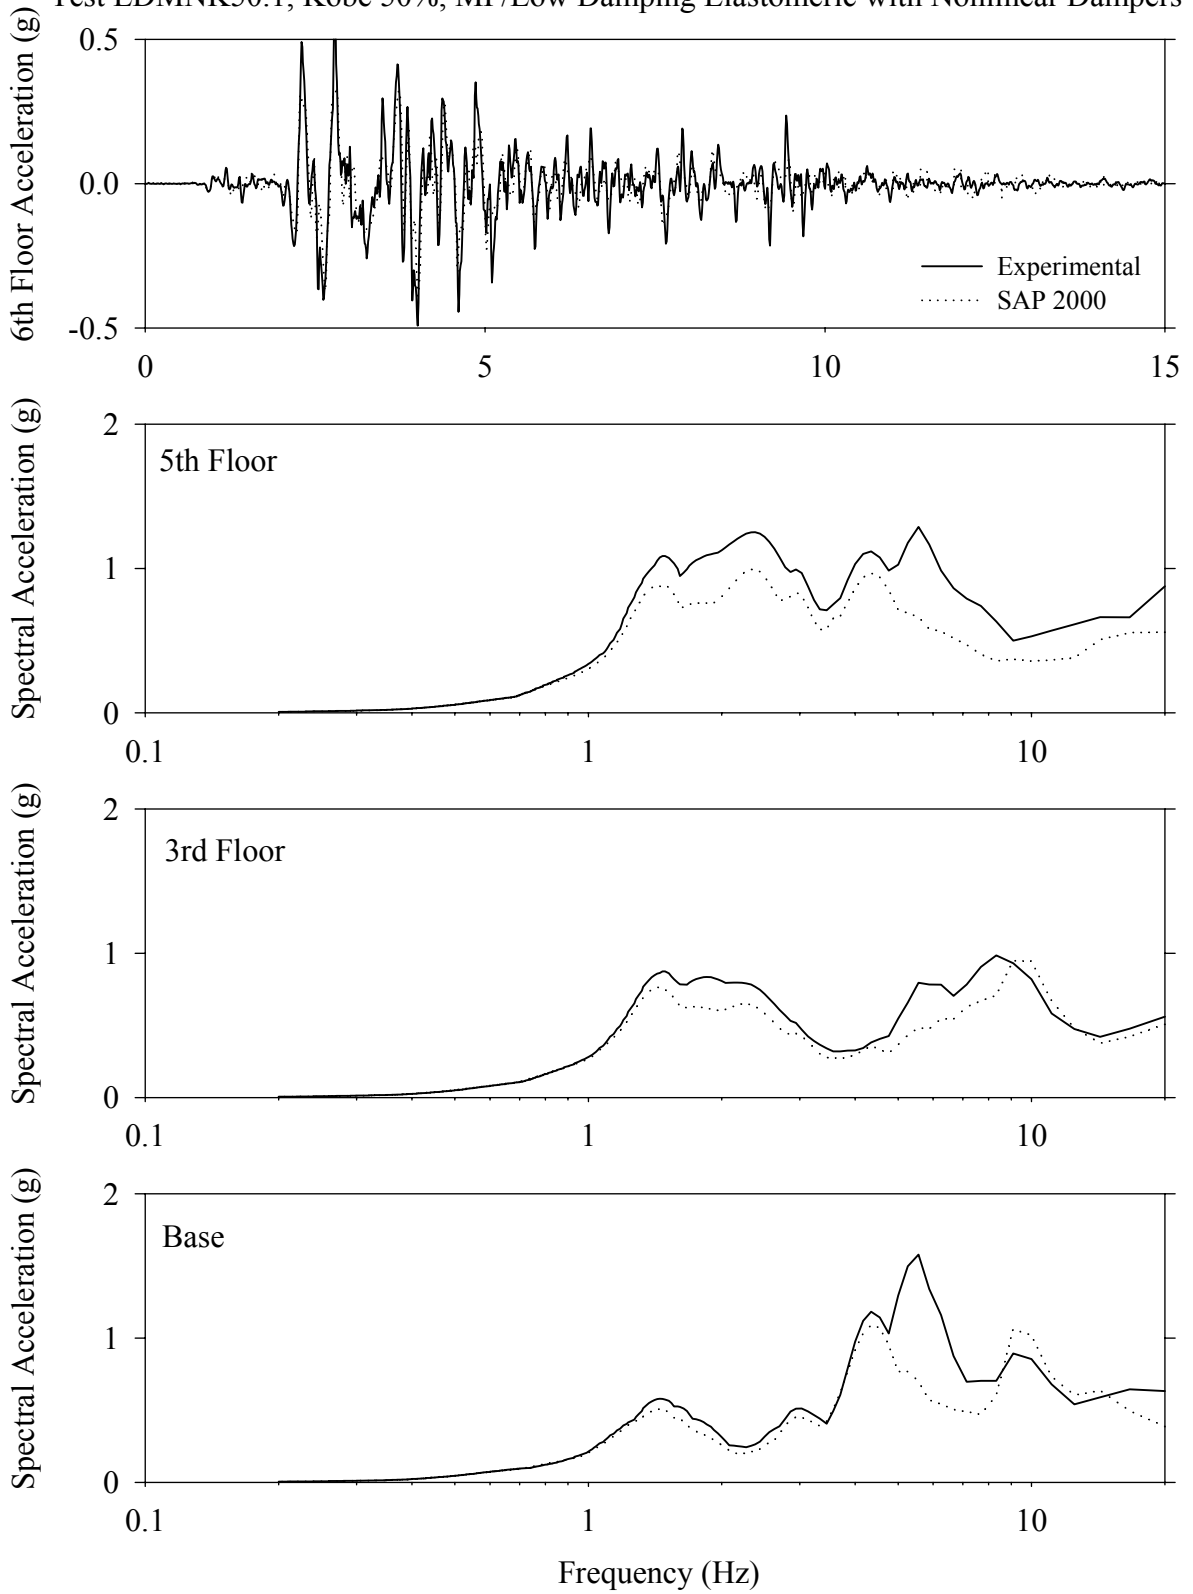 Test LDMNK50.1, Kobe 50%, MF/Low Damping Elastomeric with Nonlinear Dampers
6th Floor Acceleration (g)
0.5
0.0
-0.5
Experimental
SAP 2000
0 5 10 15
Spectral Acceleration (g)
2
1
0
5th Floor
0.1 1 10
Spectral Acceleration (g)
2
1
0
3rd Floor
0.1 1 10
Spectral Acceleration (g)
2
1
0
Base
0.1 1 10
Frequency (Hz)